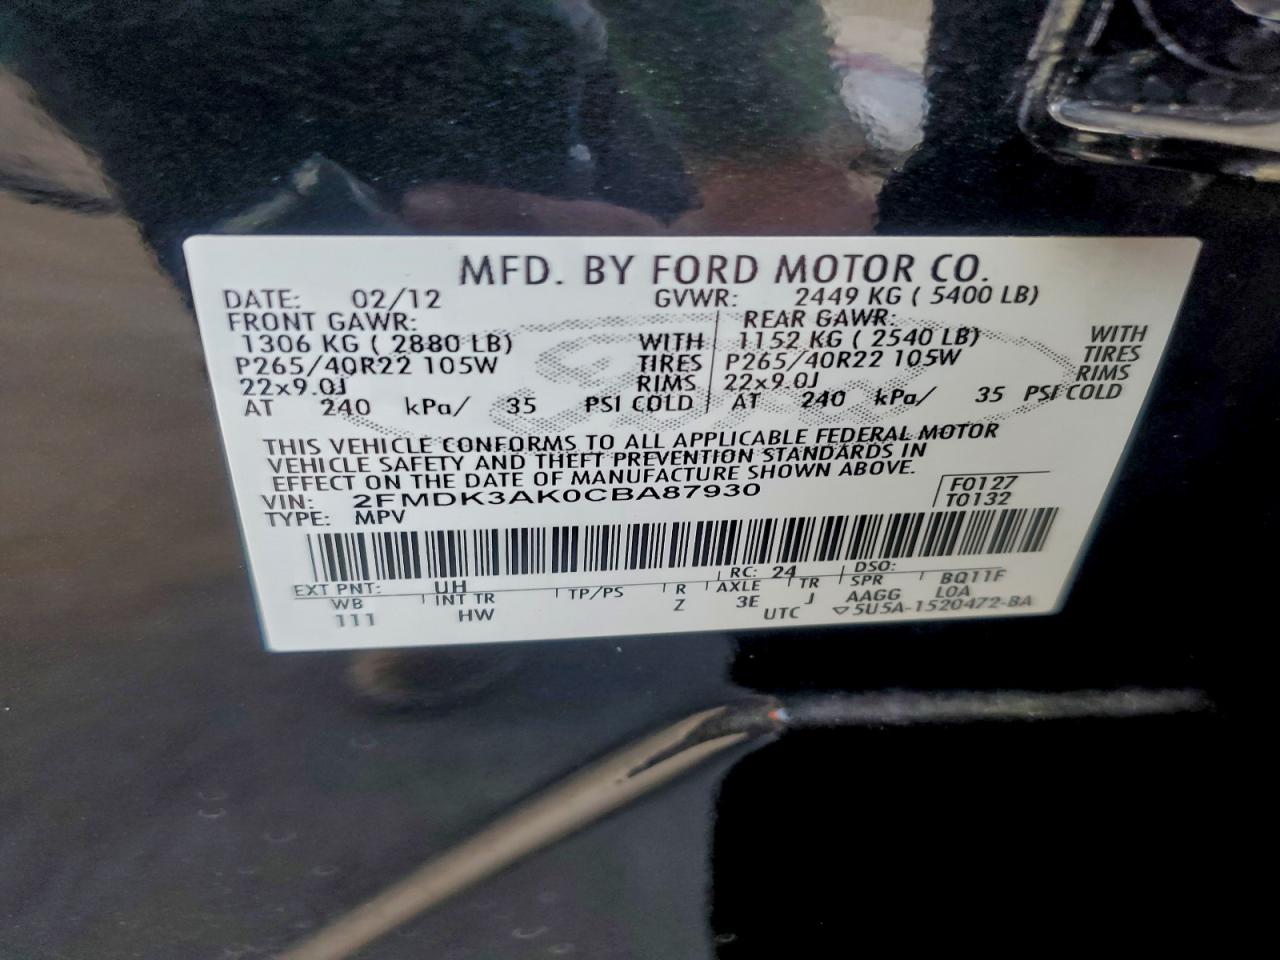 MFD. BY FORD MOTOR CO.
DATE: 02/12 GVWR: 2449 KG ( 5400 LB)
FRONT GAWR: REAR GAWR:
1306 KG ( 2880 LB) WITH 1152 KG ( 2540 LB) WITH
P265/40R22 105W TIRES P265/40R22 105W TIRES
22x9.0J RIMS 22x9.0J RIMS
AT 240 kPa/ 35 PSI COLD AT 240 kPa/ 35 PSI COLD
THIS VEHICLE CONFORMS TO ALL APPLICABLE FEDERAL MOTOR
VEHICLE SAFETY AND THEFT PREVENTION STANDARDS IN
EFFECT ON THE DATE OF MANUFACTURE SHOWN ABOVE.
VIN: 2FMDK3AK0CBA87930 F0127
TYPE: MPV T0132
EXT PNT: UH RC: 24 DSO:
WB INT TR TP/PS R AXLE TR SPR BQ11F
111 HW Z 3E J AAGG LOA
UTC ▽5U5A-1520472-BA